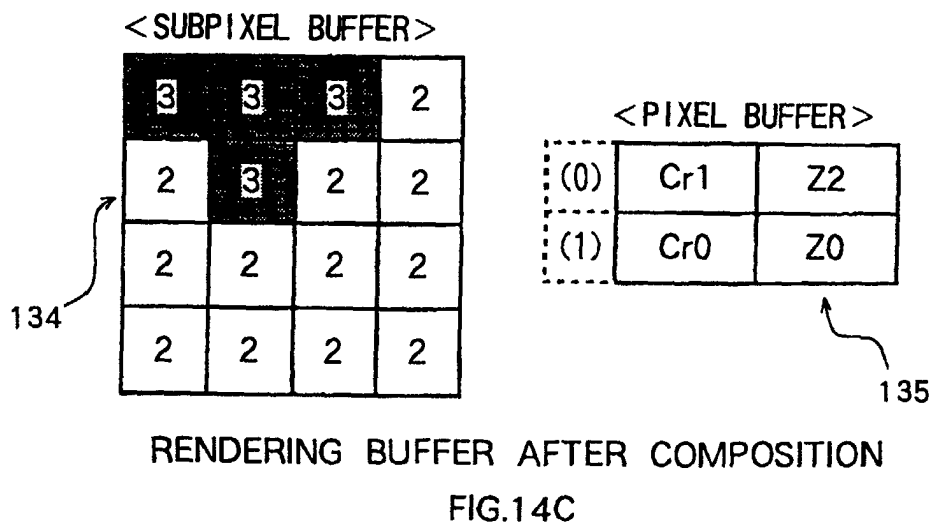 <SUBPIXEL BUFFER>
3 3 3 2
2 3 2 2
2 2 2 2
2 2 2 2
134
<PIXEL BUFFER>
(0) Cr1 Z2
(1) Cr0 Z0
135
RENDERING BUFFER AFTER COMPOSITION
FIG.14C